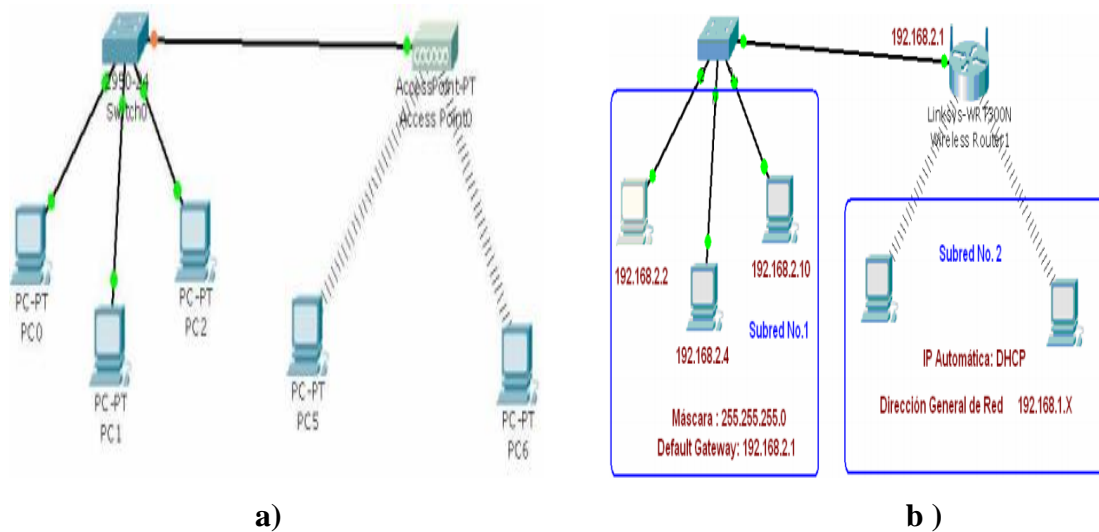 2950-24
Switch0
AccessPoint-PT
Access Point0
PC-PT
PC0
PC-PT
PC1
PC-PT
PC2
PC-PT
PC5
PC-PT
PC6
a)
192.168.2.1
Linksys-WRT300N
Wireless Router1
192.168.2.2
192.168.2.4
192.168.2.10
Subred No.1
Máscara : 255.255.255.0
Default Gateway: 192.168.2.1
Subred No. 2
IP Automática: DHCP
Dirección General de Red 192.168.1.X
b )